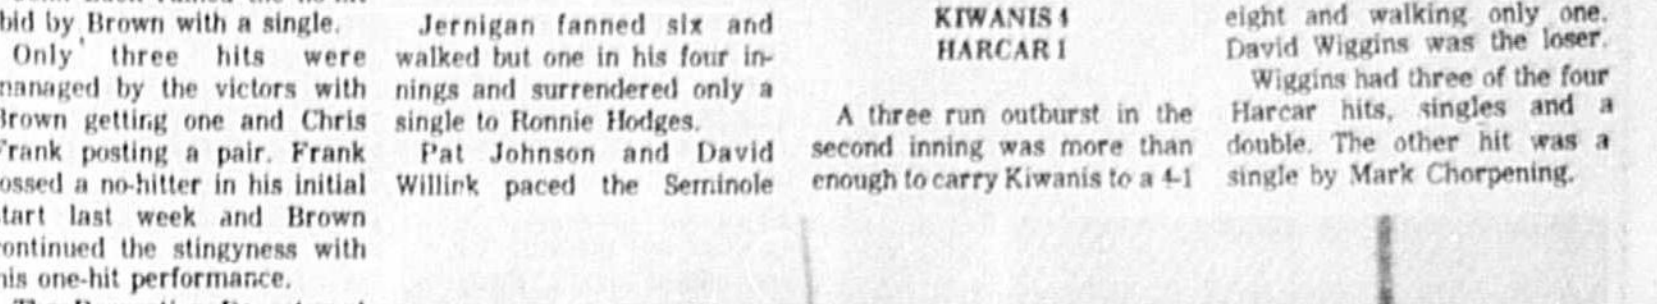 bid by Brown with a single.
Only three hits were
managed by the victors with
Brown getting one and Chris
Frank posting a pair. Frank
ossed a no-hitter in his initial
tart last week and Brown
continued the stingyness with
his one-hit performance.
Jernigan fanned six and
walked but one in his four in-
nings and surrendered only a
single to Ronnie Hodges.
Pat Johnson and David
Willink paced the Seminole
KIWANIS 4
HARCAR 1
A three run outburst in the
second inning was more than
enough to carry Kiwanis to a 4-1
eight and walking only one.
David Wiggins was the loser.
Wiggins had three of the four
Harcar hits, singles and a
double. The other hit was a
single by Mark Chorpening.